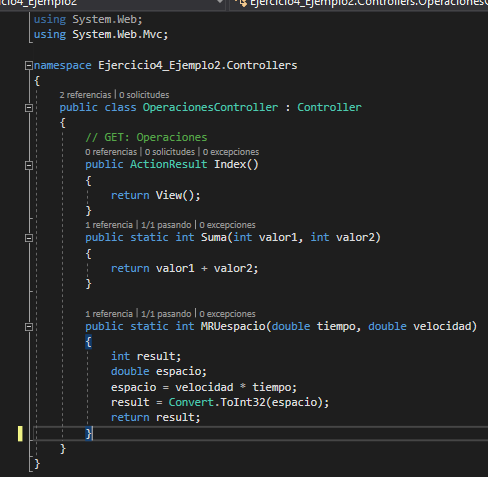 Ejercicio4_Ejemplo2.Controllers.Operaciones
using System.Web;
using System.Web.Mvc;
namespace Ejercicio4_Ejemplo2.Controllers
{
2 referencias | 0 solicitudes
public class OperacionesController : Controller
{
// GET: Operaciones
0 referencias | 0 solicitudes | 0 excepciones
public ActionResult Index()
{
return View();
}
1 referencia | 1/1 pasando | 0 excepciones
public static int Suma(int valor1, int valor2)
{
return valor1 + valor2;
}
1 referencia | 1/1 pasando | 0 excepciones
public static int MRUespacio(double tiempo, double velocidad)
{
int result;
double espacio;
espacio = velocidad * tiempo;
result = Convert.ToInt32(espacio);
return result;
}
}
}